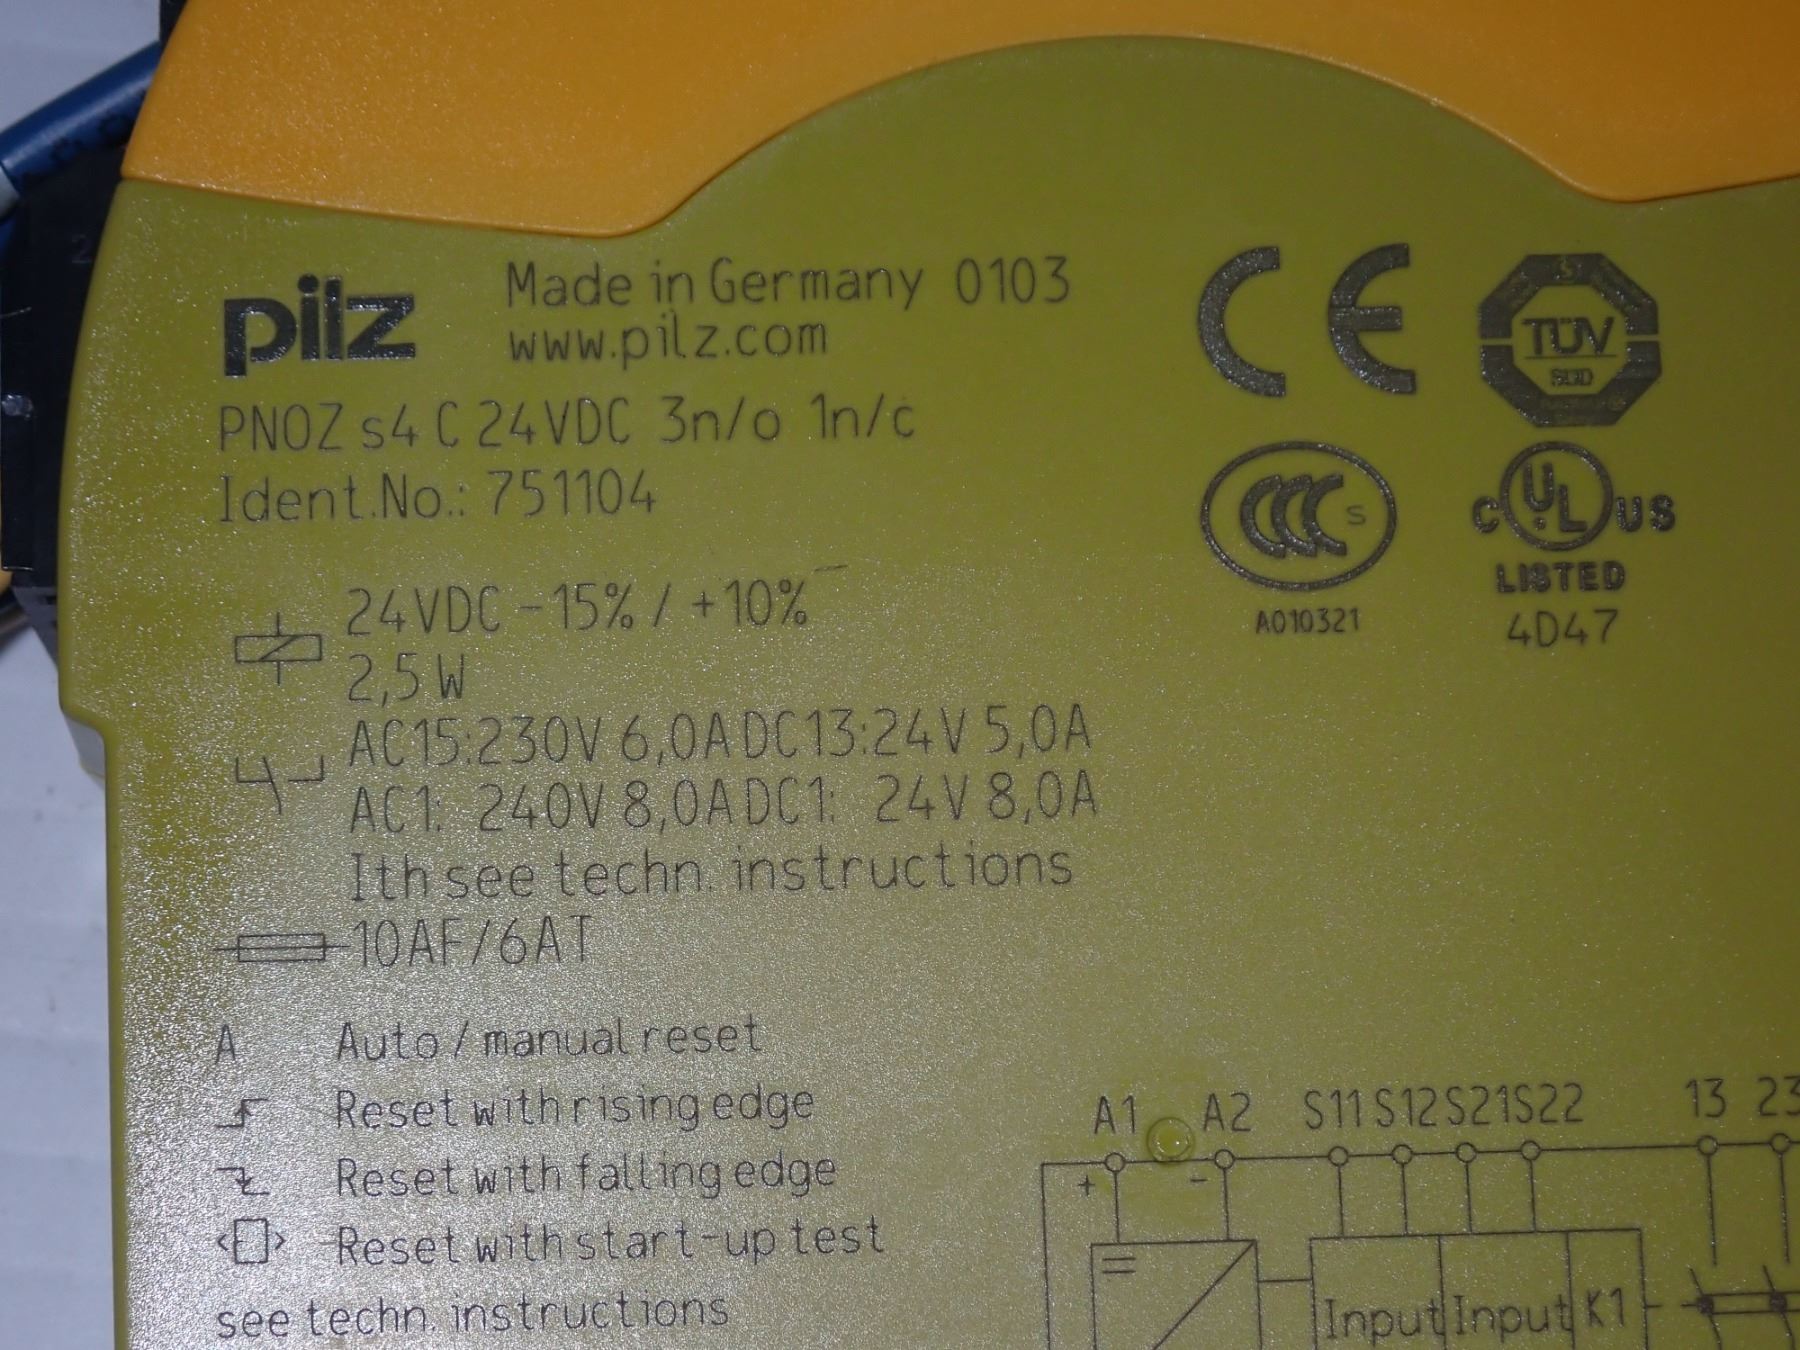 pilz
Made in Germany 0103
www.pilz.com
PNOZ s4 C 24VDC 3n/o 1n/c
Ident.No.: 751104
CE
TÜV
SÜD
CCC S
A010321
C UL US
LISTED
4D47
24VDC -15% / +10%
2,5W
AC15:230V 6,0A DC13:24V 5,0A
AC1: 240V 8,0A DC1: 24V 8,0A
Ith see techn. instructions
10AF/6AT
A Auto / manual reset
Reset with rising edge
Reset with falling edge
Reset with start-up test
see techn. instructions
A1 A2 S11 S12 S21 S22 13 23
+ -
Input Input K1